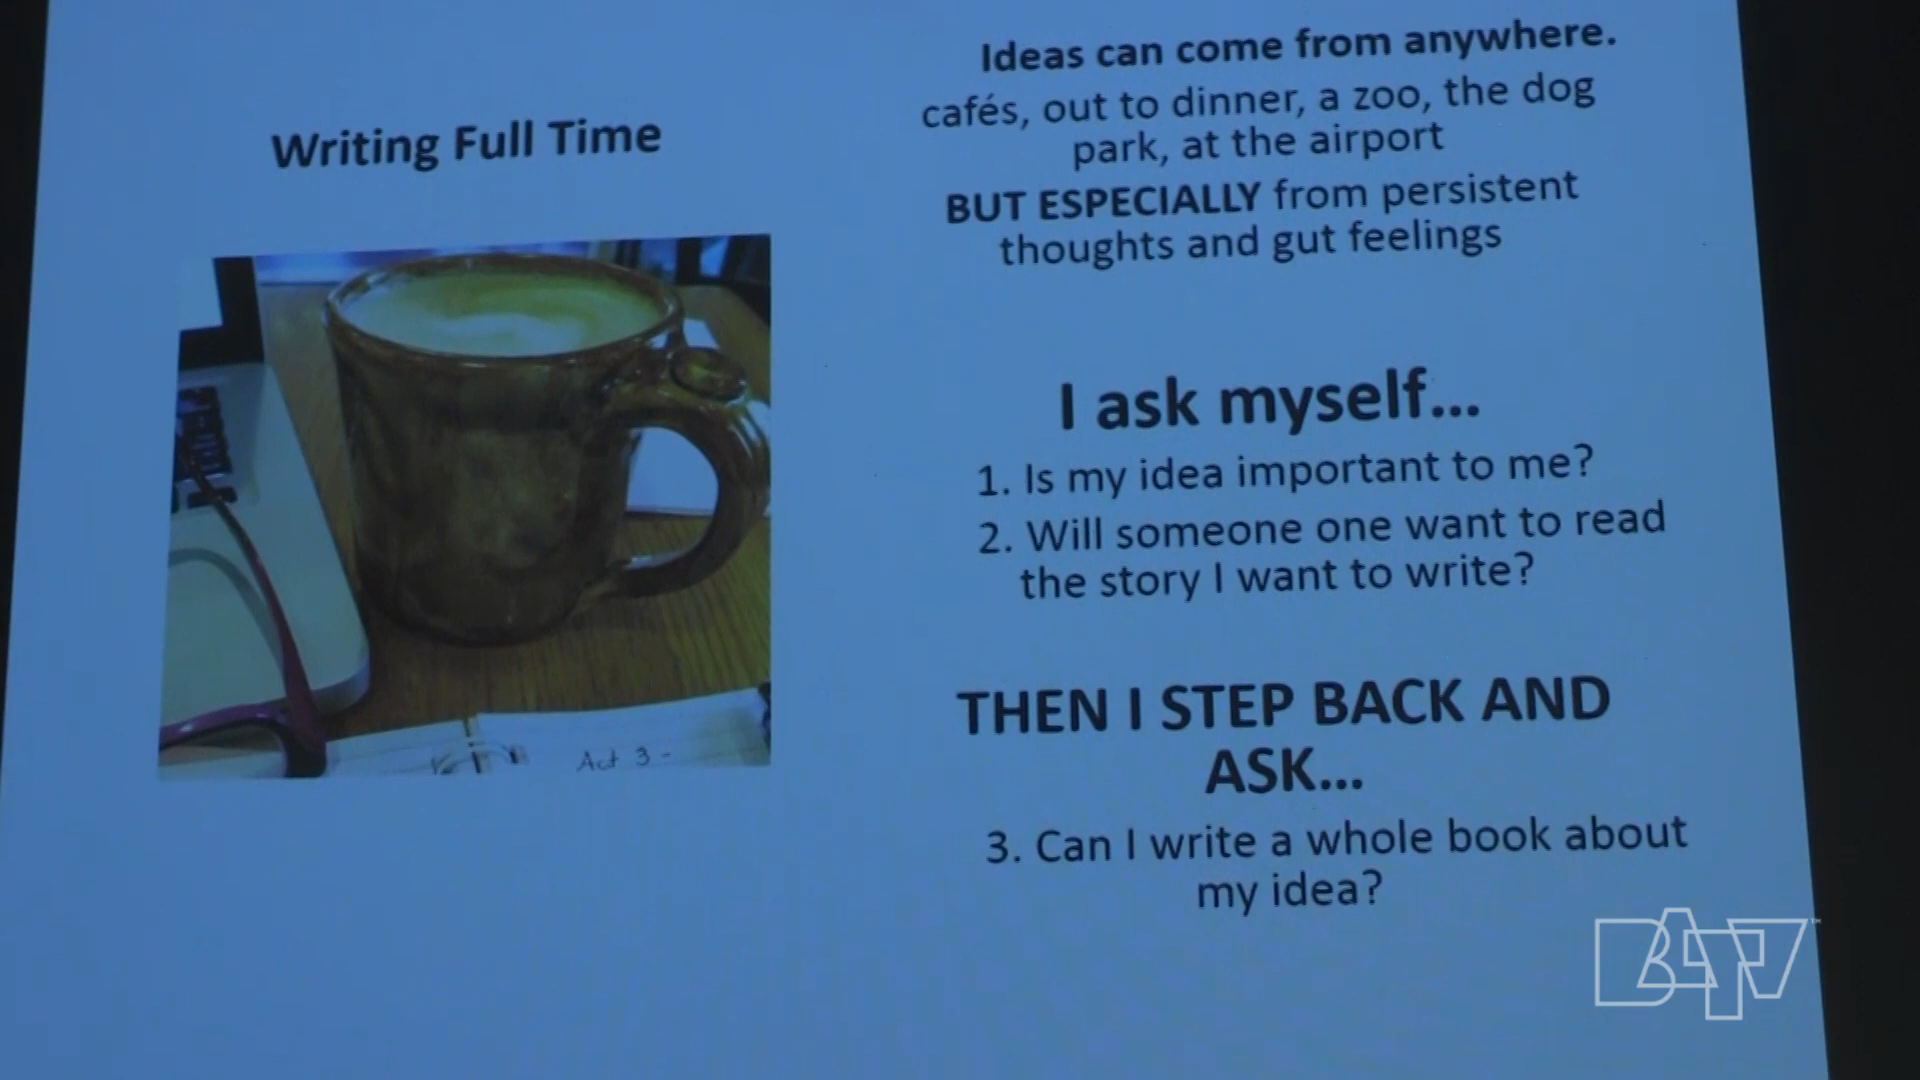 Writing Full Time
Act 3 -
Ideas can come from anywhere.
cafés, out to dinner, a zoo, the dog
park, at the airport
BUT ESPECIALLY from persistent
thoughts and gut feelings
I ask myself...
1. Is my idea important to me?
2. Will someone one want to read
the story I want to write?
THEN I STEP BACK AND
ASK...
3. Can I write a whole book about
my idea?
BATV™